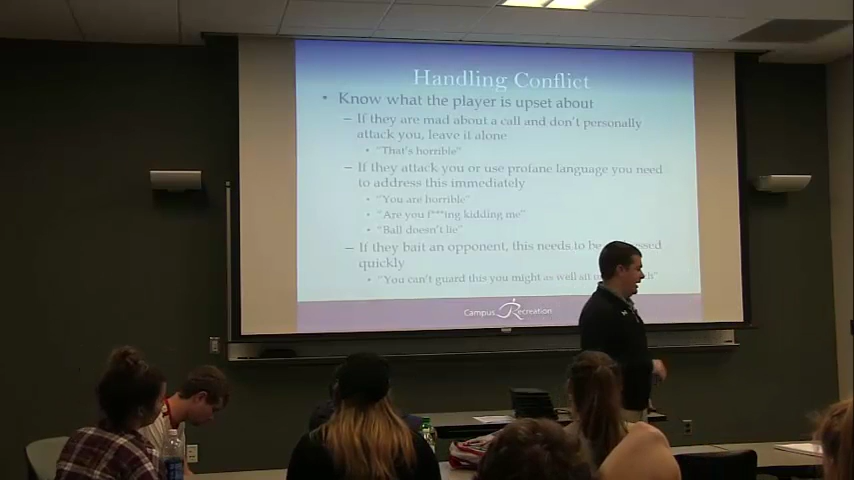 Handling Conflict
• Know what the player is upset about
– If they are mad about a call and don't personally
attack you, leave it alone
• "That's horrible"
– If they attack you or use profane language you need
to address this immediately
• "You are horrible"
• "Are you f***ing kidding me"
• "Ball doesn't lie"
– If they bait an opponent, this needs to be
quickly
• "You can't guard this you might as well sit
Campus Recreation